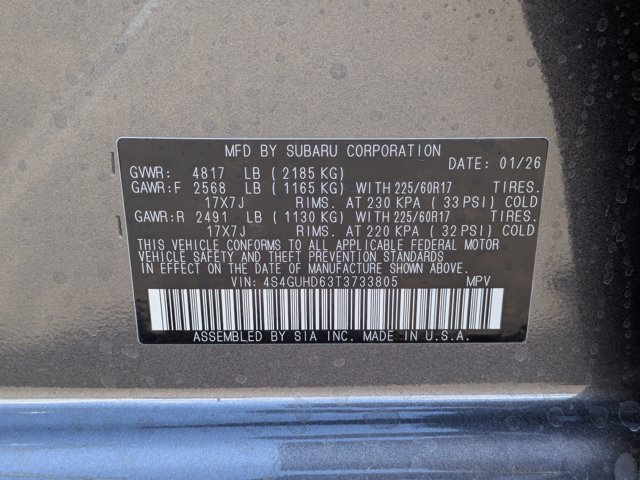 MFD BY SUBARU CORPORATION
GVWR: 4817 LB ( 2185 KG) DATE: 01/26
GAWR:F 2568 LB ( 1165 KG) WITH 225/60R17 TIRES.
17X7J RIMS. AT 230 KPA ( 33 PSI) COLD
GAWR:R 2491 LB ( 1130 KG) WITH 225/60R17 TIRES.
17X7J RIMS. AT 220 KPA ( 32 PSI) COLD
THIS VEHICLE CONFORMS TO ALL APPLICABLE FEDERAL MOTOR
VEHICLE SAFETY AND THEFT PREVENTION STANDARDS
IN EFFECT ON THE DATE OF MANUFACTURE SHOWN ABOVE.
VIN: 4S4GUHD63T3733805 MPV
ASSEMBLED BY SIA INC. MADE IN U.S.A.